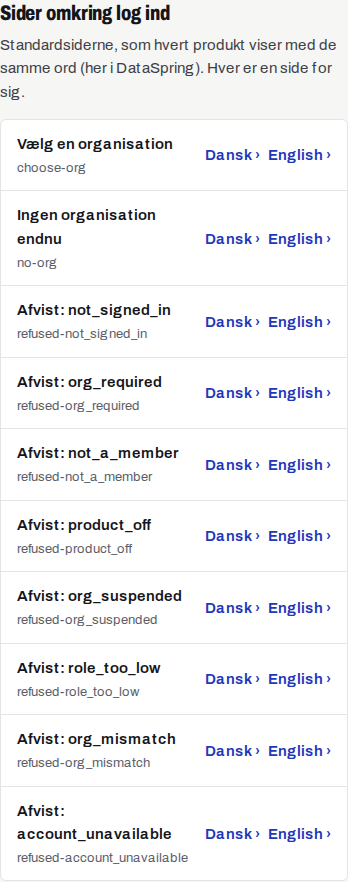 Sider omkring log ind
Standardsiderne, som hvert produkt viser med de
samme ord (her i DataSpring). Hver er en side for
sig.
Vælg en organisation
choose-org
Dansk › English ›
Ingen organisation
endnu
no-org
Dansk › English ›
Afvist: not_signed_in
refused-not_signed_in
Dansk › English ›
Afvist: org_required
refused-org_required
Dansk › English ›
Afvist: not_a_member
refused-not_a_member
Dansk › English ›
Afvist: product_off
refused-product_off
Dansk › English ›
Afvist: org_suspended
refused-org_suspended
Dansk › English ›
Afvist: role_too_low
refused-role_too_low
Dansk › English ›
Afvist: org_mismatch
refused-org_mismatch
Dansk › English ›
Afvist:
account_unavailable
refused-account_unavailable
Dansk › English ›